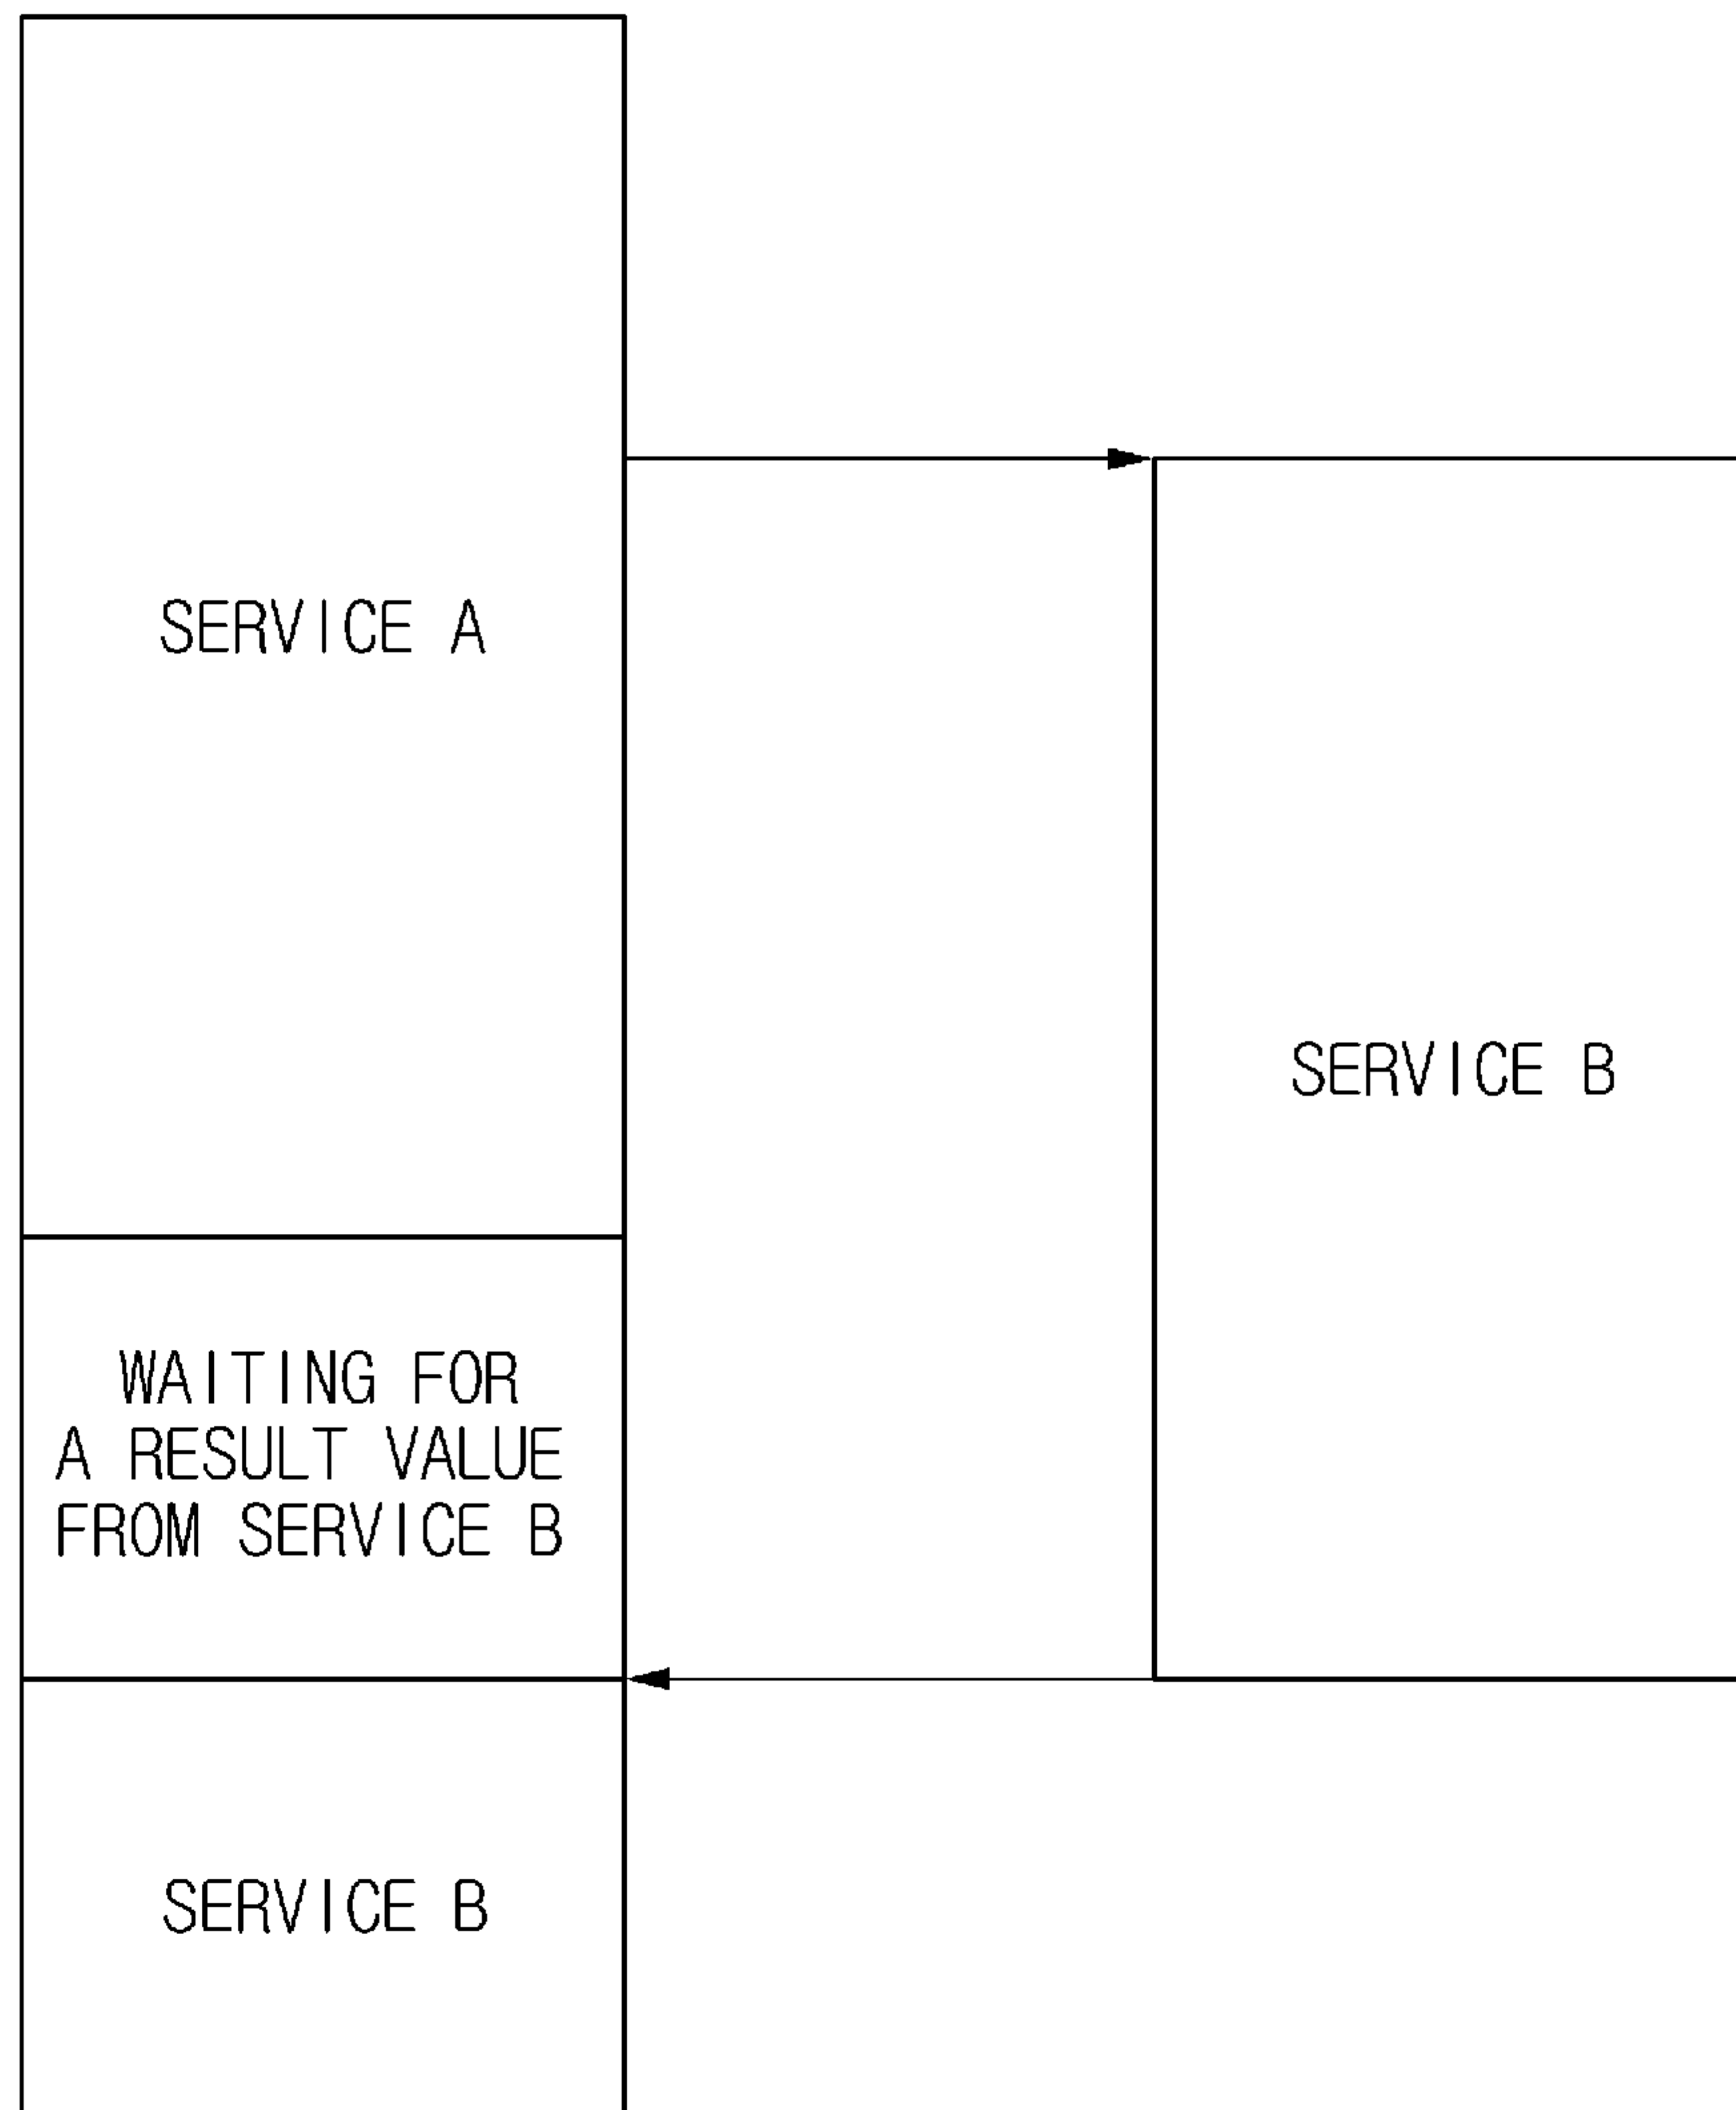 SERVICE A
SERVICE B
WAITING FOR
A RESULT VALUE
FROM SERVICE B
SERVICE B